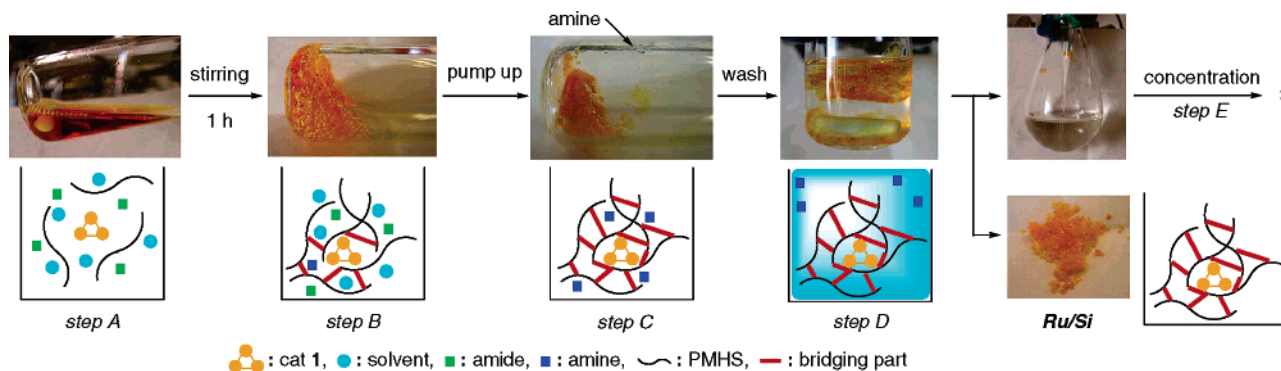 amine
stirring
1 h
pump up
wash
concentration
step E
step A
step B
step C
step D
Ru/Si
: cat 1, : solvent, : amide, : amine, : PMHS, : bridging part